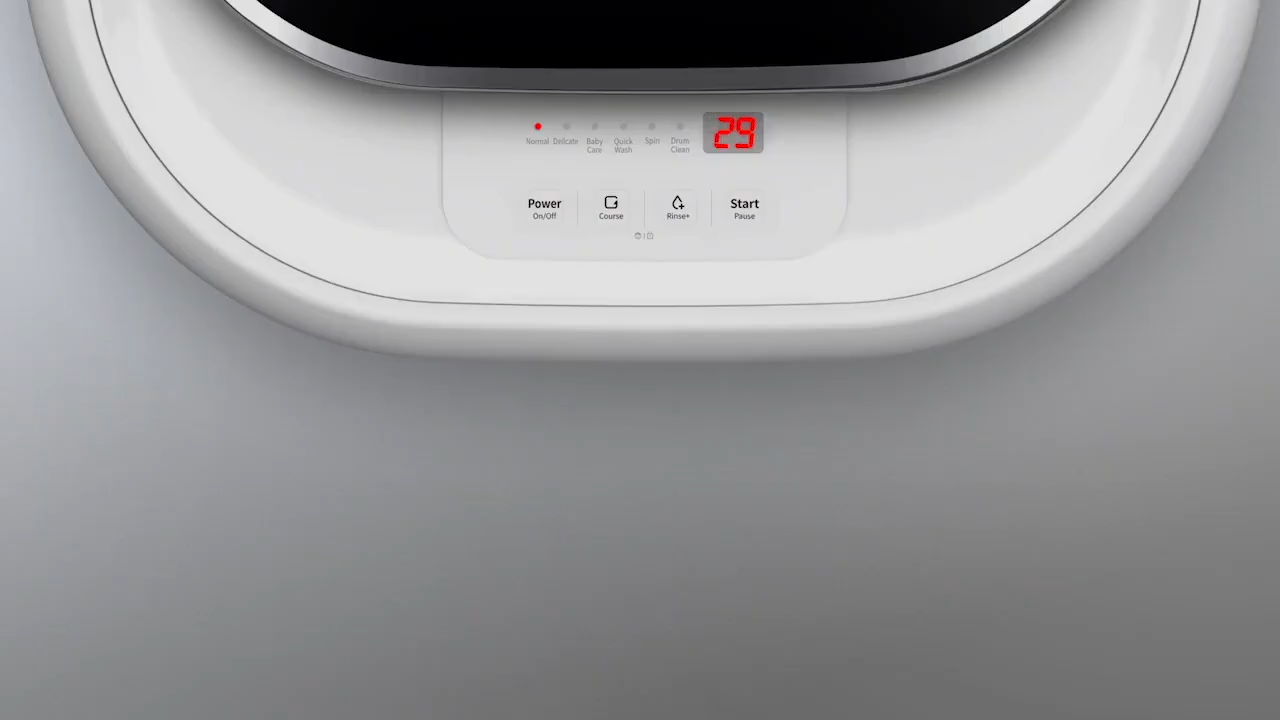 29
Normal Delicate Baby Care Quick Wash Spin Drum Clean
Power On/Off
Course
Rinse+
Start Pause